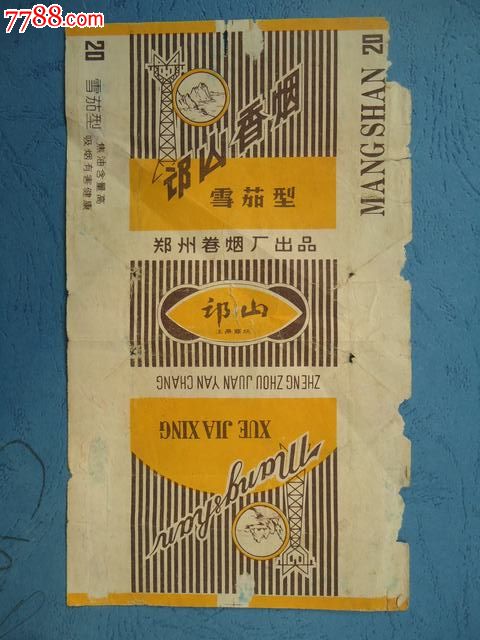 7788.com
20
雪茄型
焦油含量高
吸烟有害健康
邙山香烟
雪茄型
郑州卷烟厂出品
邙山
ZHENG ZHOU JUAN YAN CHANG
XUE JIA XING
Mangshan
MANG SHAN
20